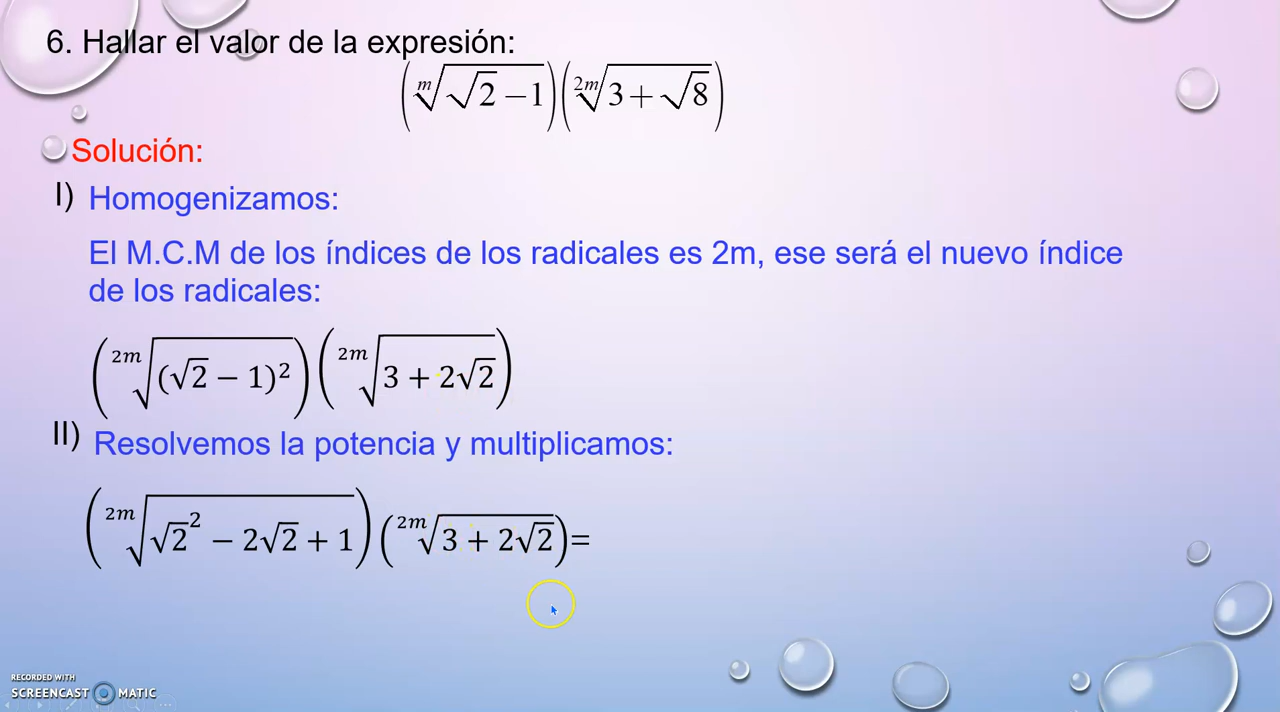 6. Hallar el valor de la expresión:
(ᵐ√(√2 − 1))(²ᵐ√(3 + √8))
Solución:
I) Homogenizamos:
El M.C.M de los índices de los radicales es 2m, ese será el nuevo índice
de los radicales:
(²ᵐ√((√2 − 1)²))(²ᵐ√(3 + 2√2))
II) Resolvemos la potencia y multiplicamos:
(²ᵐ√(√2² − 2√2 + 1))(²ᵐ√(3 + 2√2))=
RECORDED WITH
SCREENCAST MATIC